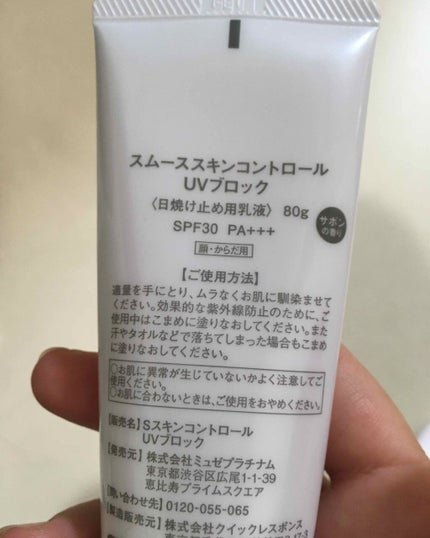 スムーススキンコントロール
UVブロック
〈日焼け止め用乳液〉 80g
サボン
の香り
SPF30 PA+++
顔・からだ用
【ご使用方法】
適量を手にとり、ムラなくお肌に馴染ませて
ください。効果的な紫外線防止のために、ご
使用中はこまめに塗りなおしてください。また
汗やタオルなどで落ちてしまった場合もこまめ
に塗りなおしてください。
○お肌に異常が生じていないかよく注意してご
使用ください。
○お肌に合わないときは、ご使用をおやめください。
【販売名】Sスキンコントロール
UVブロック
【発売元】株式会社ミュゼプラチナム
東京都渋谷区広尾1-1-39
恵比寿プライムスクエア
【問い合わせ先】0120-055-065
【製造販売元】株式会社クイックレスポンス